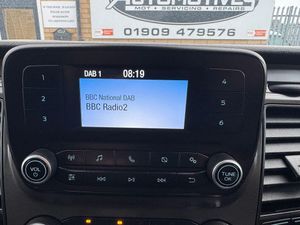 AUTOMOTIVE
MOT • SERVICING • REPAIRS
01909 479576
DAB 1 08:19
BBC National DAB
BBC Radio2
1
2
3
4
5
6
VOL
TUNE
OK